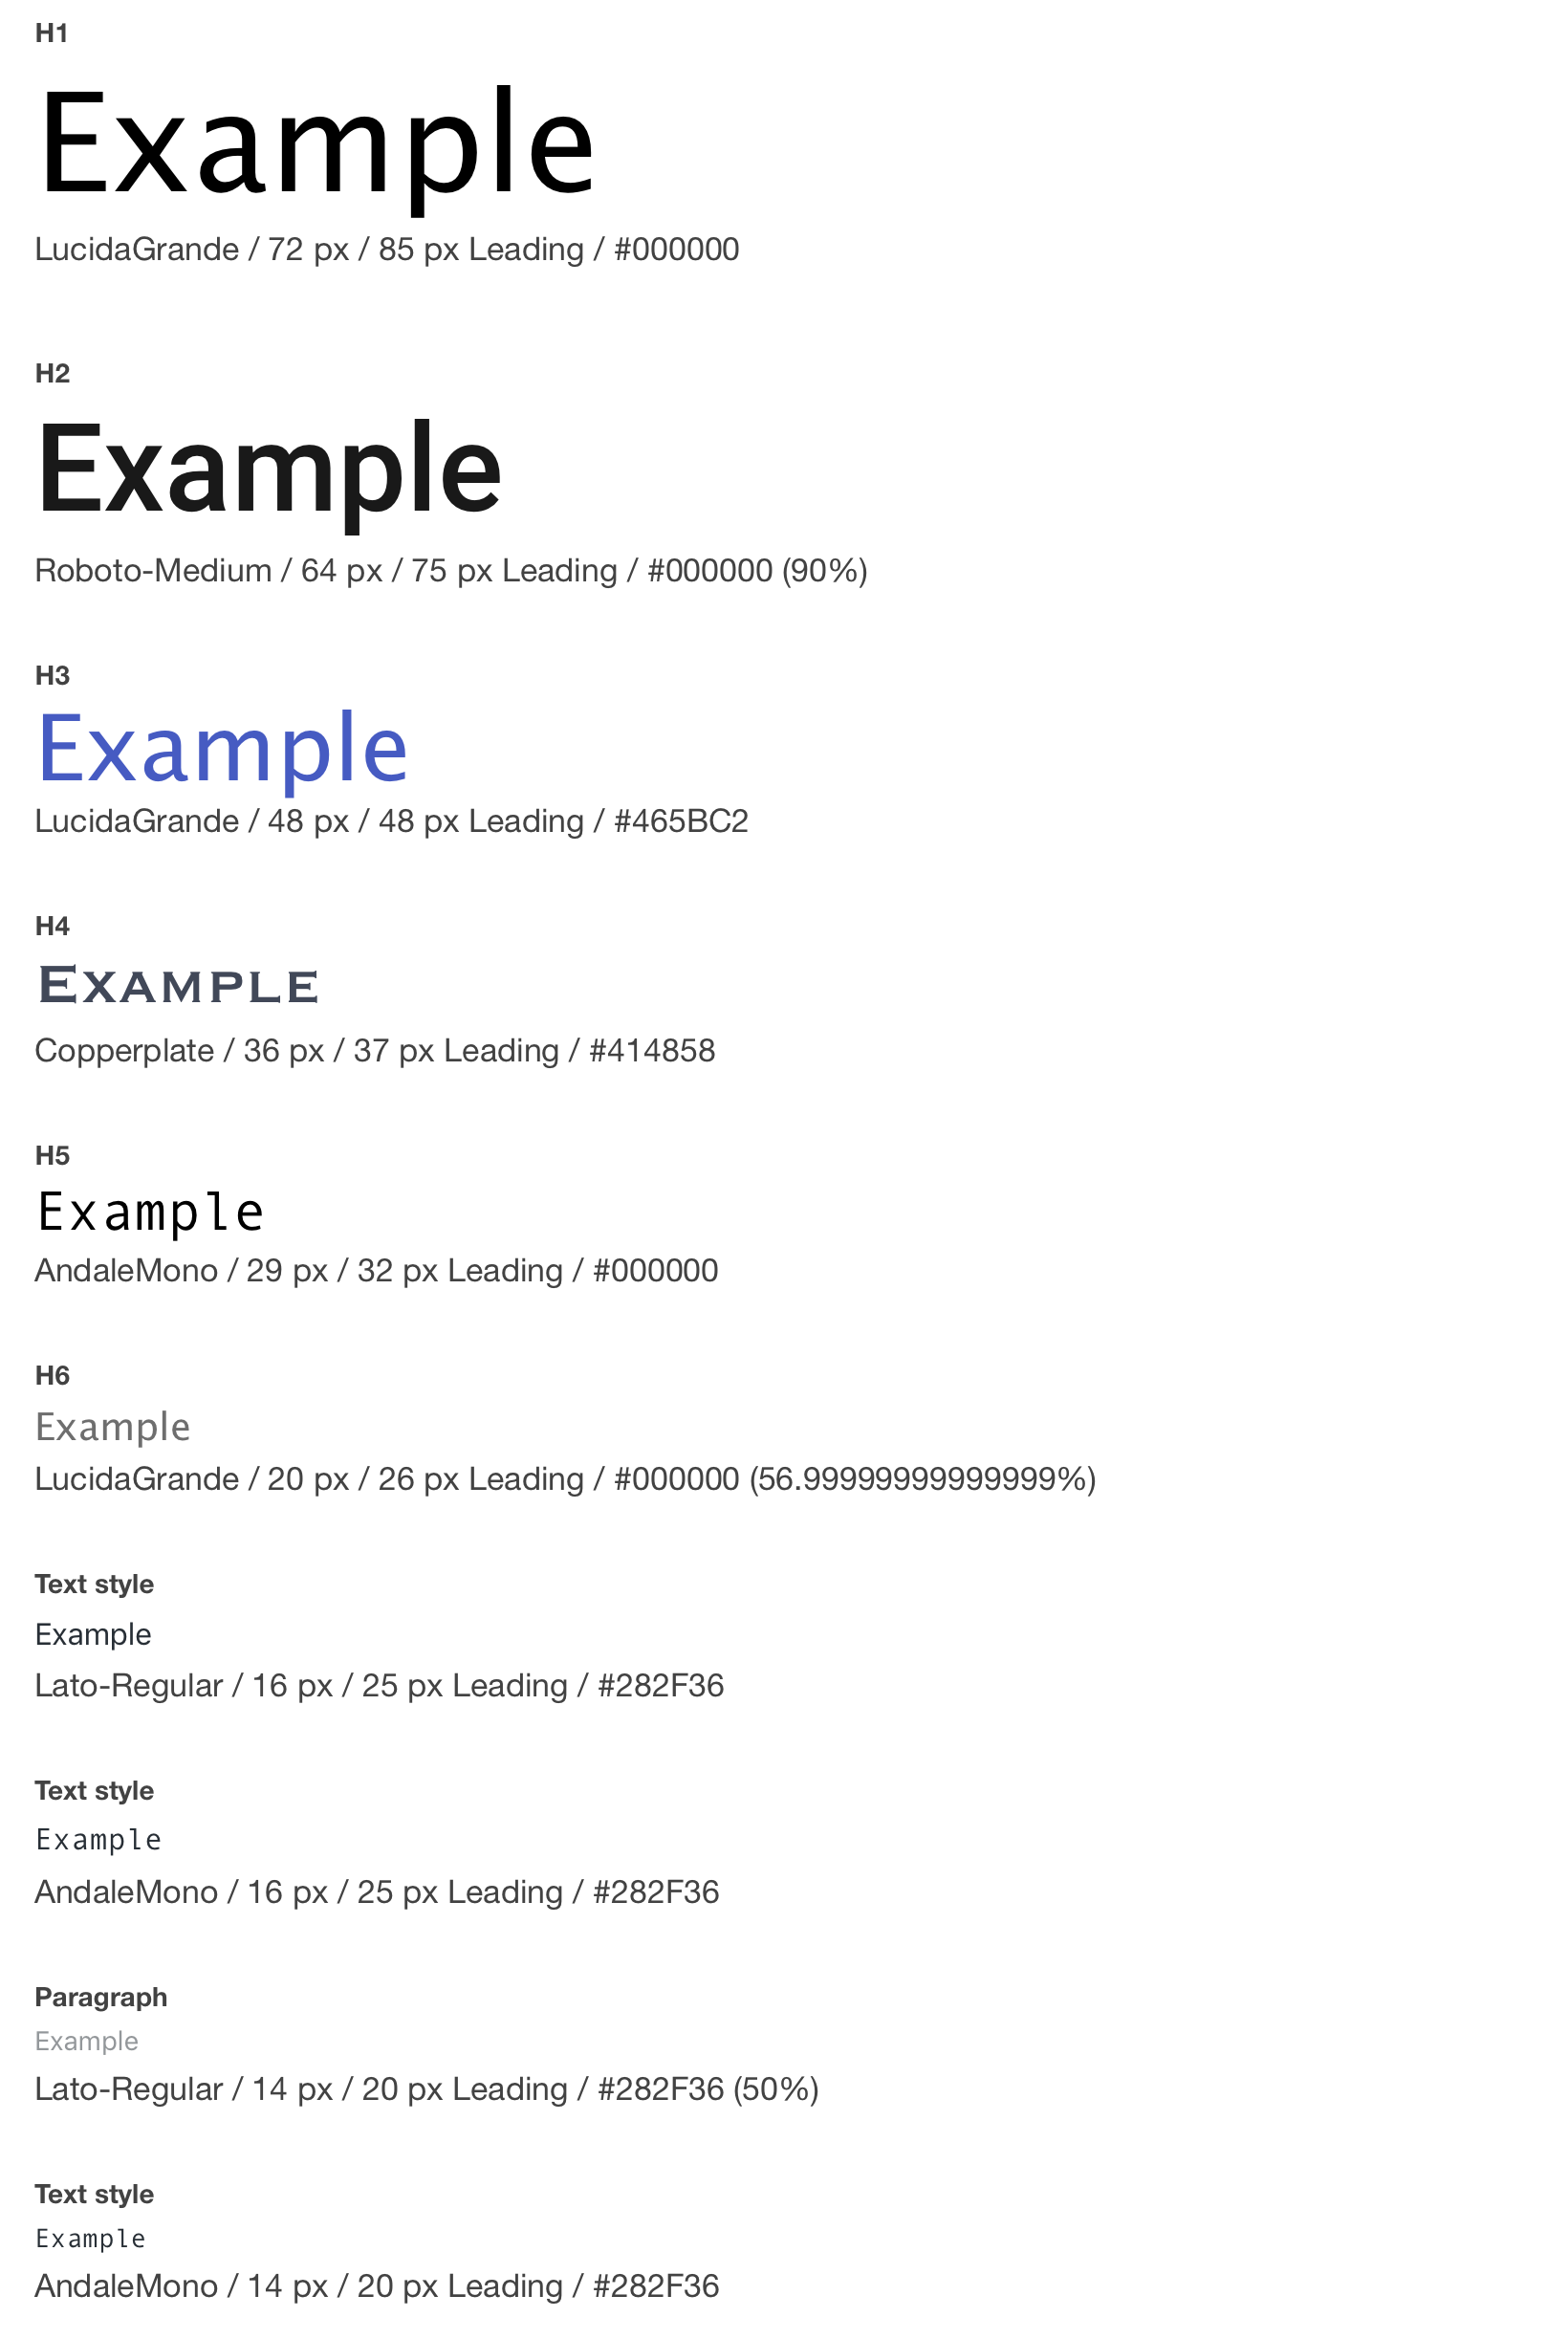 H1
Example
LucidaGrande / 72 px / 85 px Leading / #000000
H2
Example
Roboto-Medium / 64 px / 75 px Leading / #000000 (90%)
H3
Example
LucidaGrande / 48 px / 48 px Leading / #465BC2
H4
Example
Copperplate / 36 px / 37 px Leading / #414858
H5
Example
AndaleMono / 29 px / 32 px Leading / #000000
H6
Example
LucidaGrande / 20 px / 26 px Leading / #000000 (56.99999999999999%)
Text style
Example
Lato-Regular / 16 px / 25 px Leading / #282F36
Text style
Example
AndaleMono / 16 px / 25 px Leading / #282F36
Paragraph
Example
Lato-Regular / 14 px / 20 px Leading / #282F36 (50%)
Text style
Example
AndaleMono / 14 px / 20 px Leading / #282F36